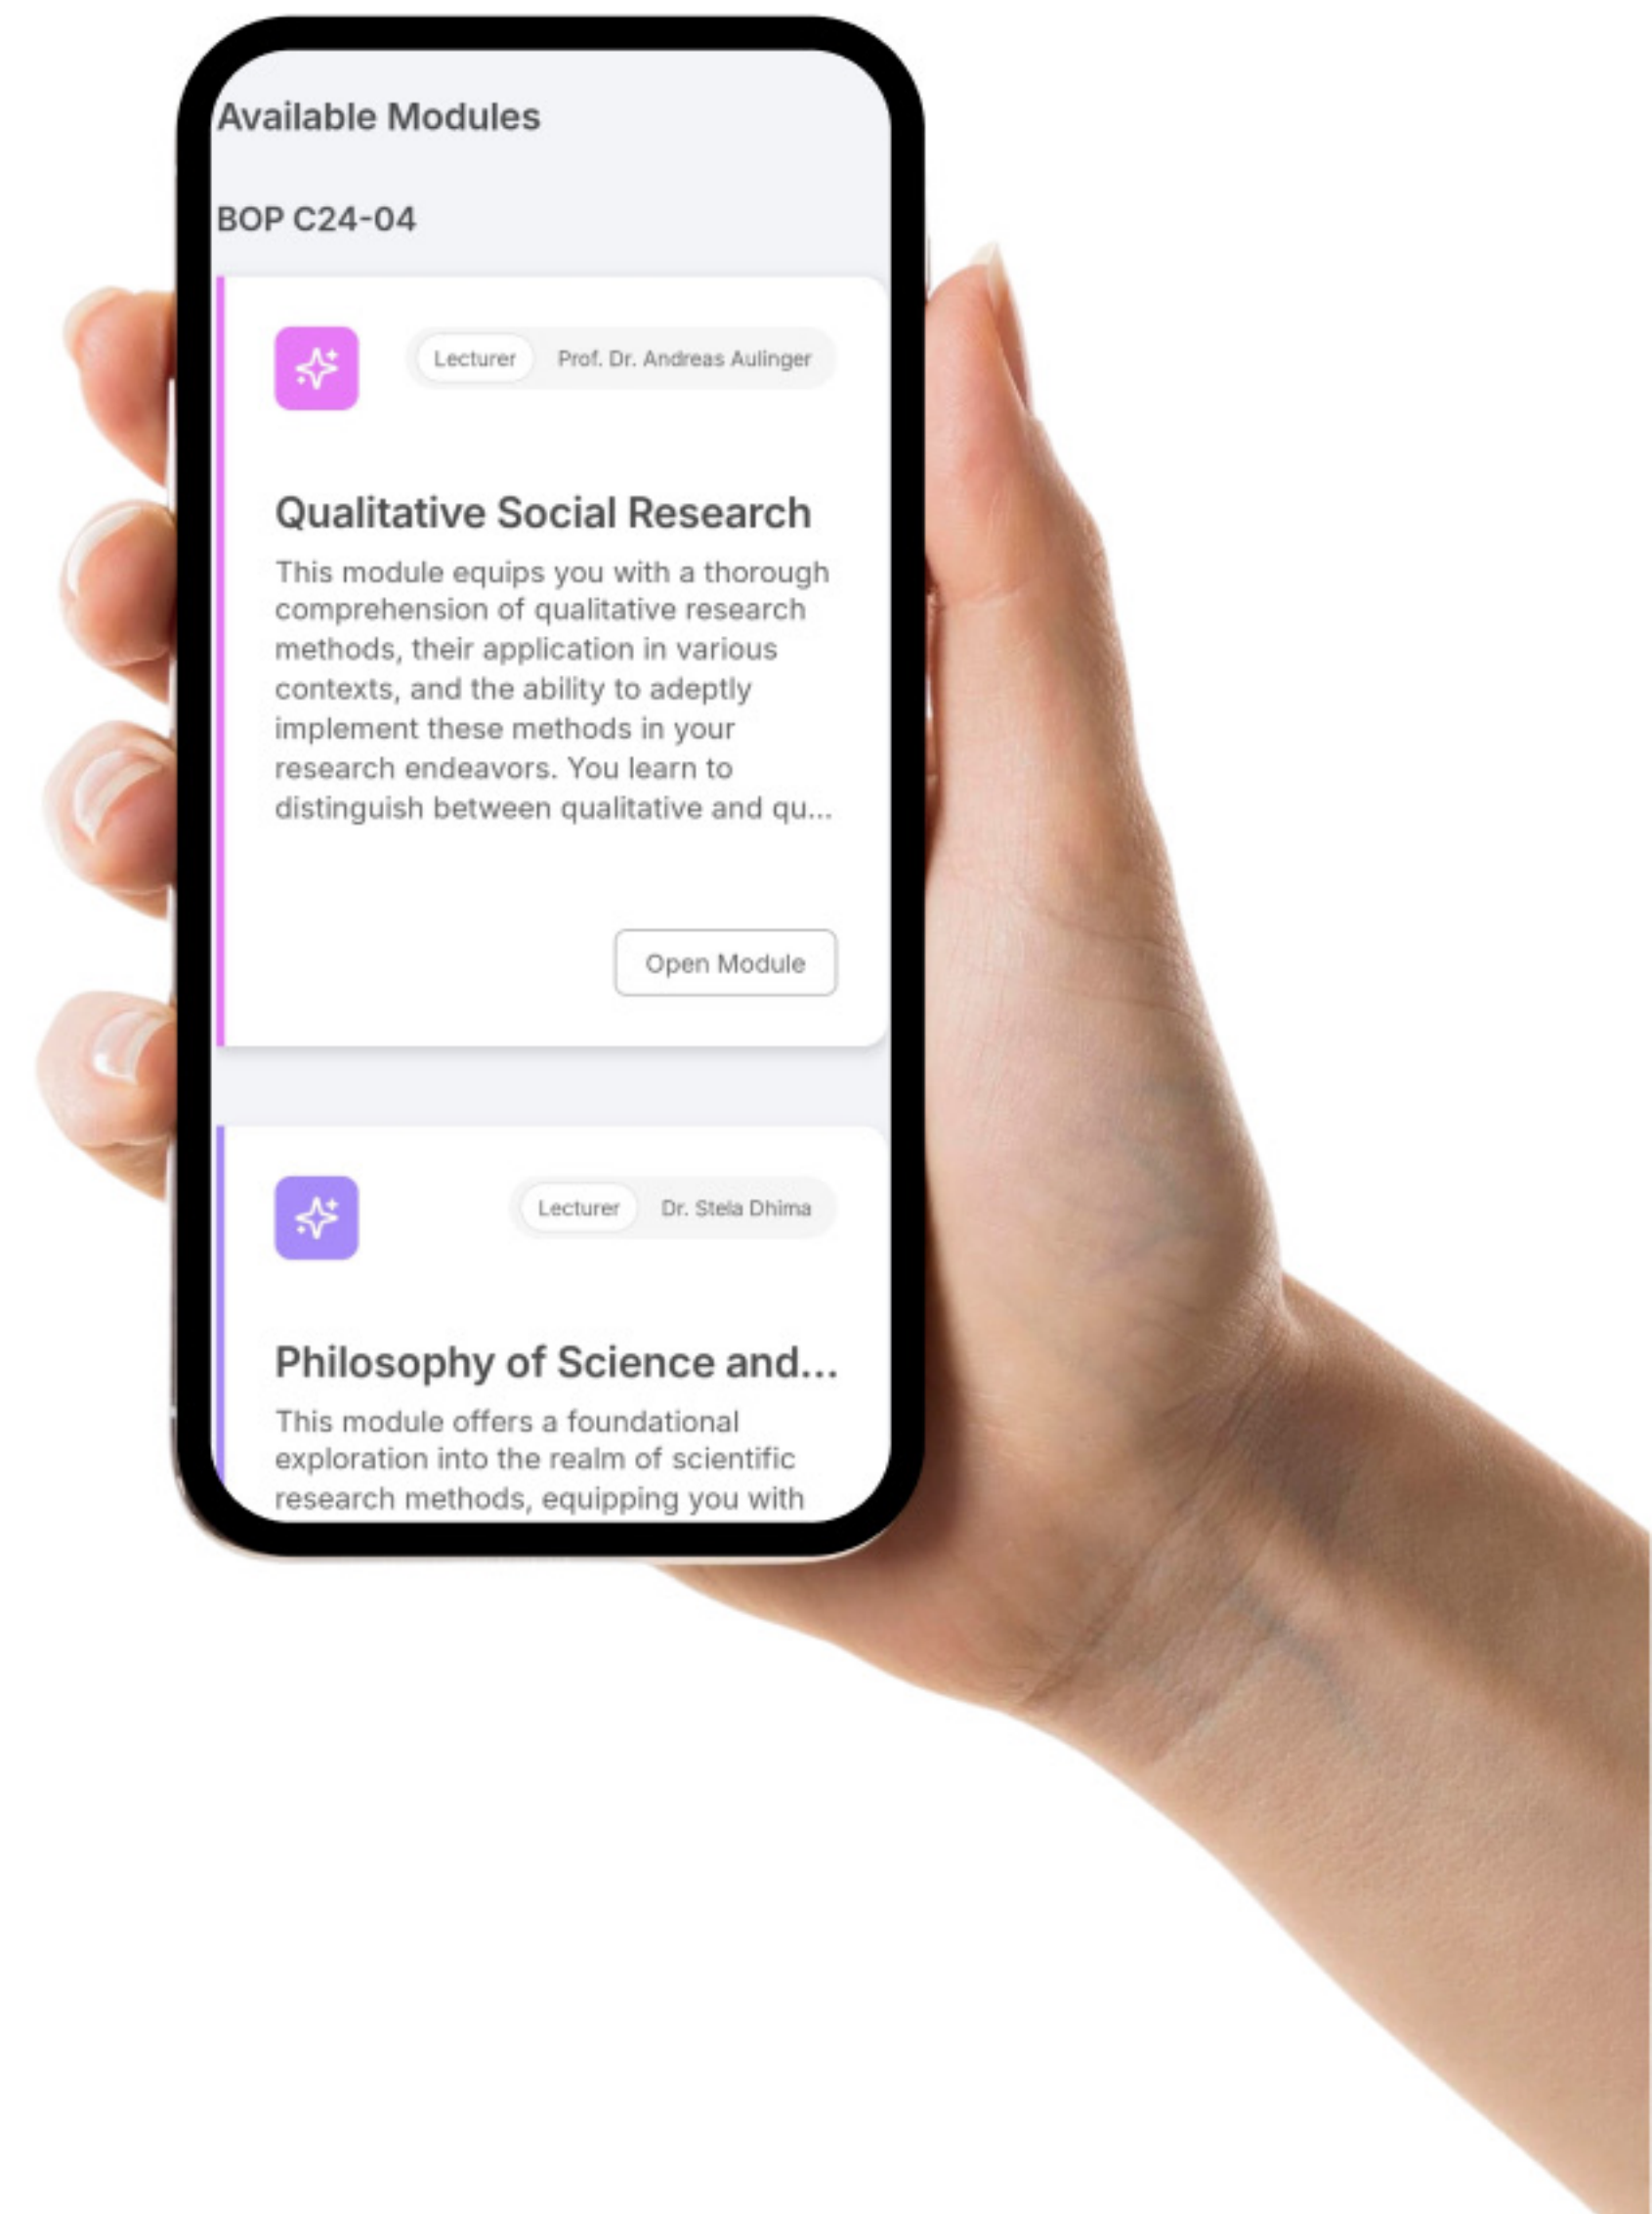 Available Modules
BOP C24-04
Lecturer Prof. Dr. Andreas Aulinger
Qualitative Social Research
This module equips you with a thorough
comprehension of qualitative research
methods, their application in various
contexts, and the ability to adeptly
implement these methods in your
research endeavors. You learn to
distinguish between qualitative and qu...
Open Module
Lecturer Dr. Stela Dhima
Philosophy of Science and...
This module offers a foundational
exploration into the realm of scientific
research methods, equipping you with